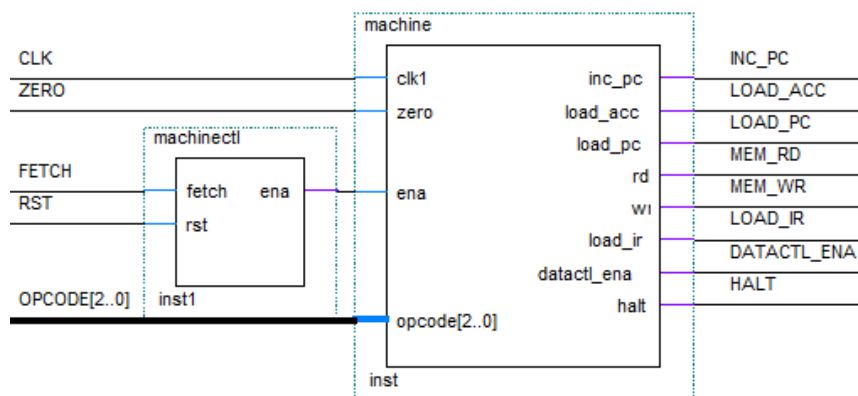 machine
CLK
clk1
inc_pc
INC_PC
ZERO
zero
load_acc
LOAD_ACC
machinectl
load_pc
LOAD_PC
FETCH
fetch
ena
ena
rd
MEM_RD
RST
rst
wr
MEM_WR
load_ir
LOAD_IR
datactl_ena
DATACTL_ENA
OPCODE[2..0]
inst1
opcode[2..0]
halt
HALT
inst